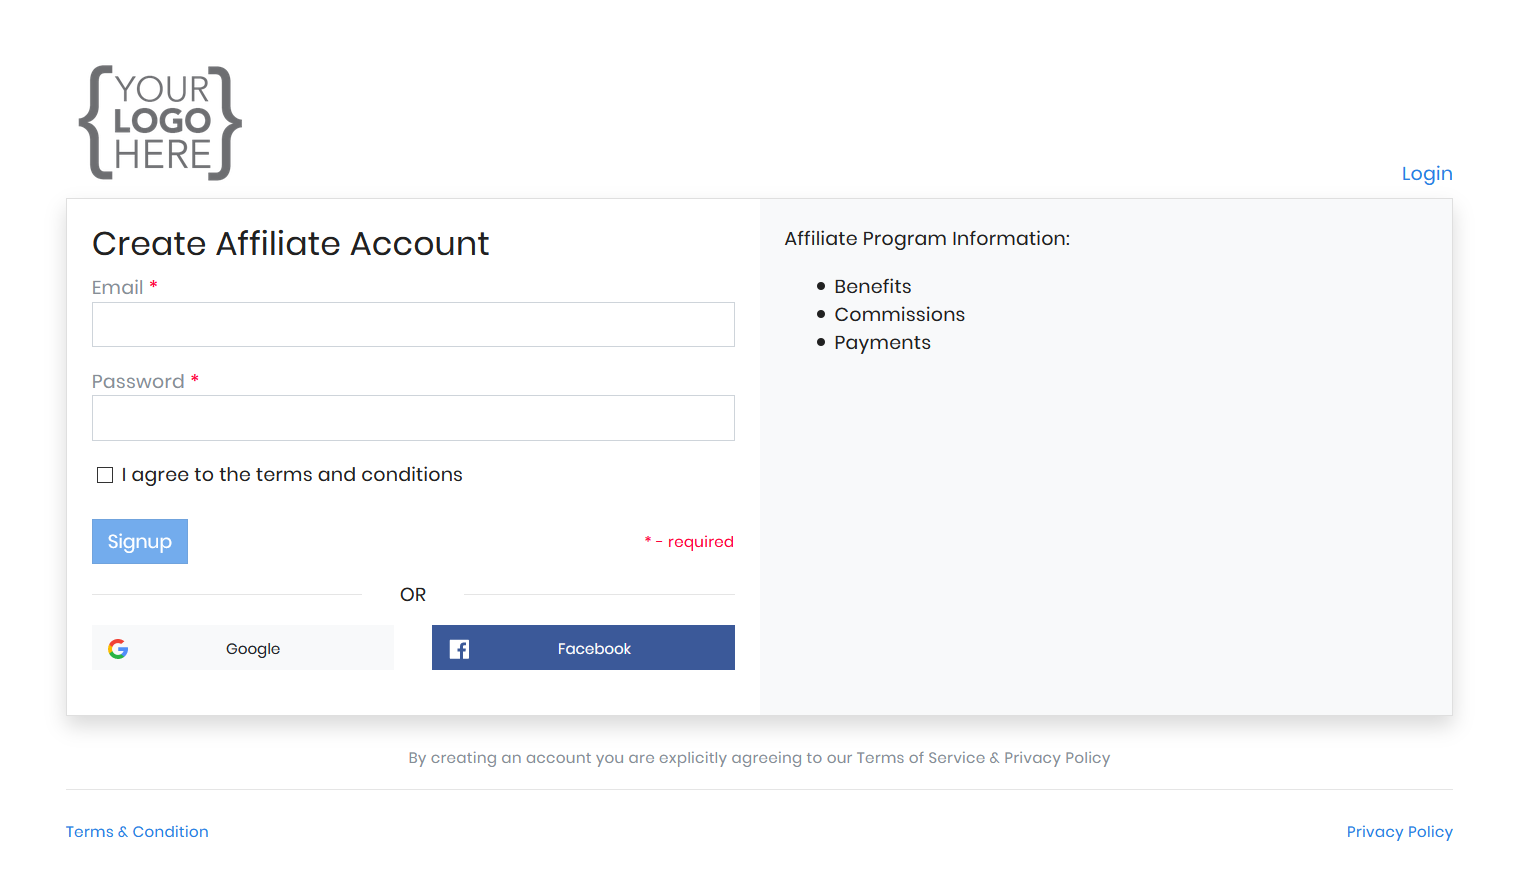 YOUR
LOGO
HERE
Login
Create Affiliate Account
Email *
Password *
I agree to the terms and conditions
Signup
* - required
OR
Google
Facebook
Affiliate Program Information:
Benefits
Commissions
Payments
By creating an account you are explicitly agreeing to our Terms of Service & Privacy Policy
Terms & Condition
Privacy Policy